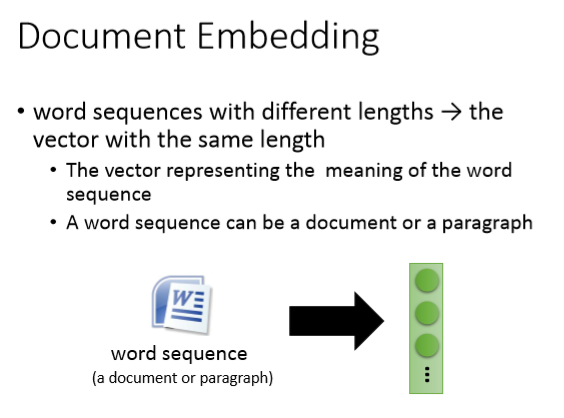 Document Embedding
• word sequences with different lengths → the
vector with the same length
• The vector representing the meaning of the word
sequence
• A word sequence can be a document or a paragraph
W
word sequence
(a document or paragraph)